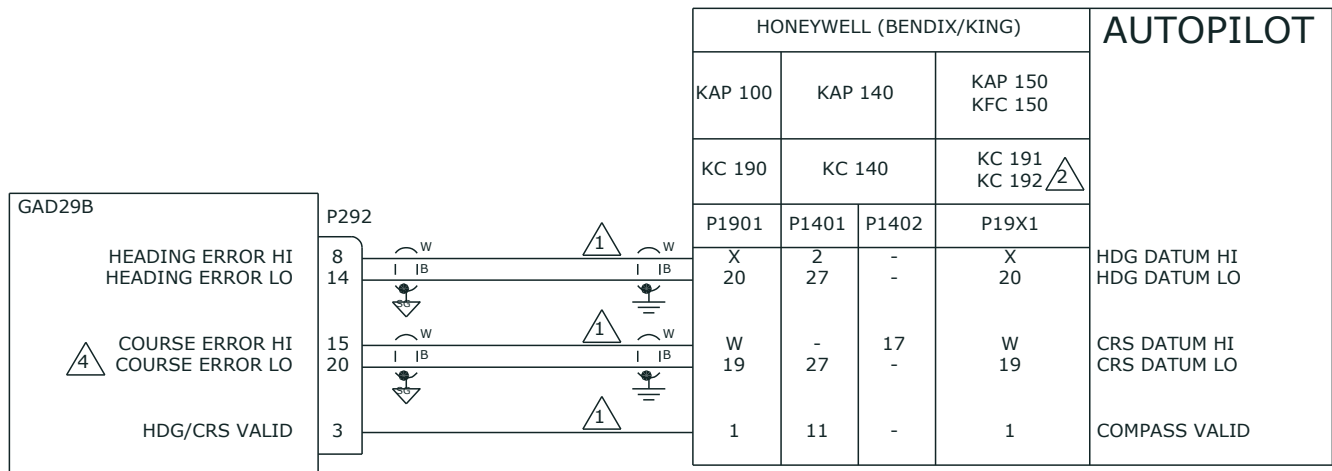 HONEYWELL (BENDIX/KING) AUTOPILOT
KAP 100 KAP 140 KAP 150
KFC 150
KC 190 KC 140 KC 191
KC 192 2
GAD29B
P292
P1901 P1401 P1402 P19X1
HEADING ERROR HI 8 W 1 W X 2 - X HDG DATUM HI
HEADING ERROR LO 14 B B 20 27 - 20 HDG DATUM LO
SG
COURSE ERROR HI 15 W 1 W W - 17 W CRS DATUM HI
4 COURSE ERROR LO 20 B B 19 27 - 19 CRS DATUM LO
SG
HDG/CRS VALID 3 1 1 11 - 1 COMPASS VALID